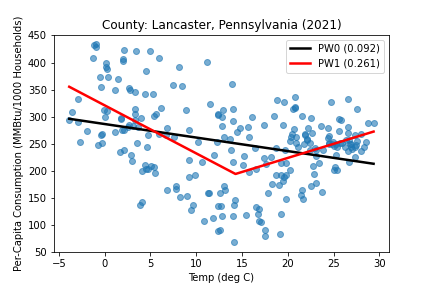 County: Lancaster, Pennsylvania (2021)
Per-Capita Consumption (MMBtu/1000 Households)
450
400
350
300
250
200
150
100
50
PW0 (0.092)
PW1 (0.261)
−5 0 5 10 15 20 25 30
Temp (deg C)